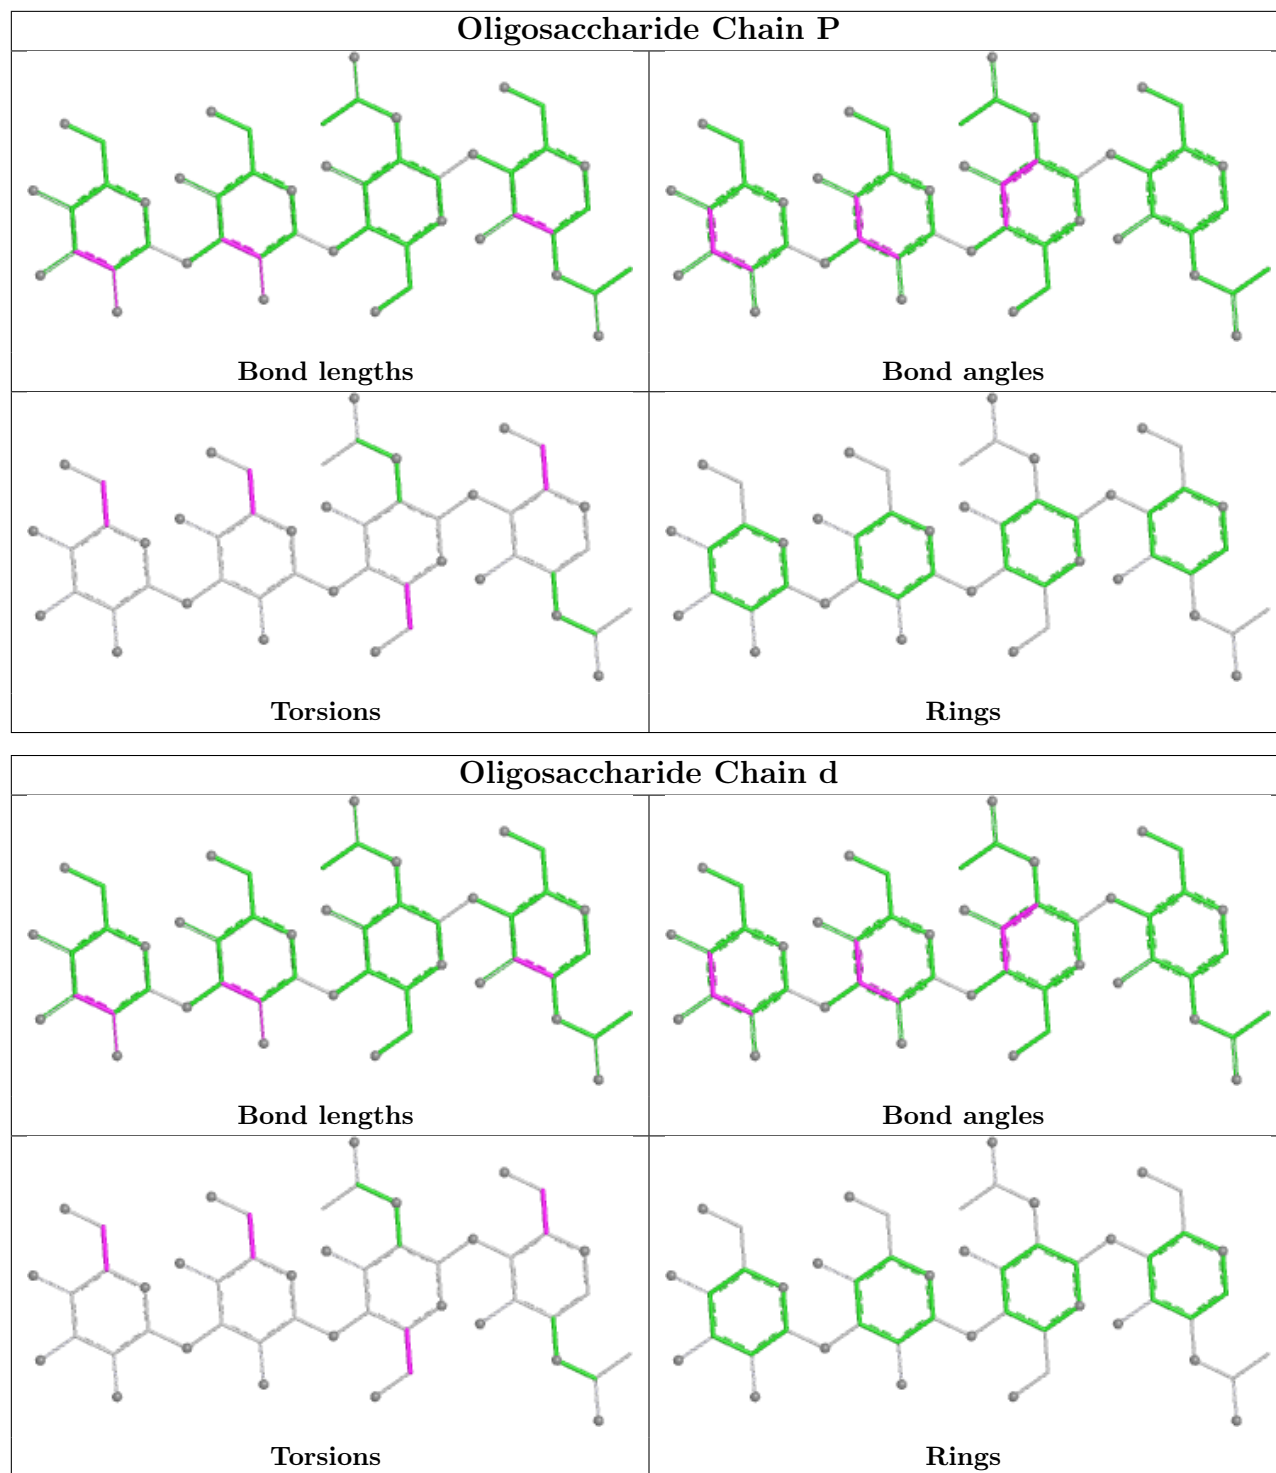 Oligosaccharide Chain P
Bond lengths
Bond angles
Torsions
Rings
Oligosaccharide Chain d
Bond lengths
Bond angles
Torsions
Rings